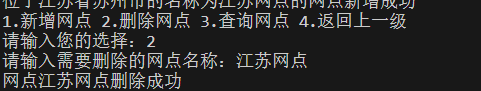 位于江苏省苏州市的名称为江苏网点的网点新增成功
1.新增网点 2.删除网点 3.查询网点 4.返回上一级
请输入您的选择：2
请输入需要删除的网点名称：江苏网点
网点江苏网点删除成功